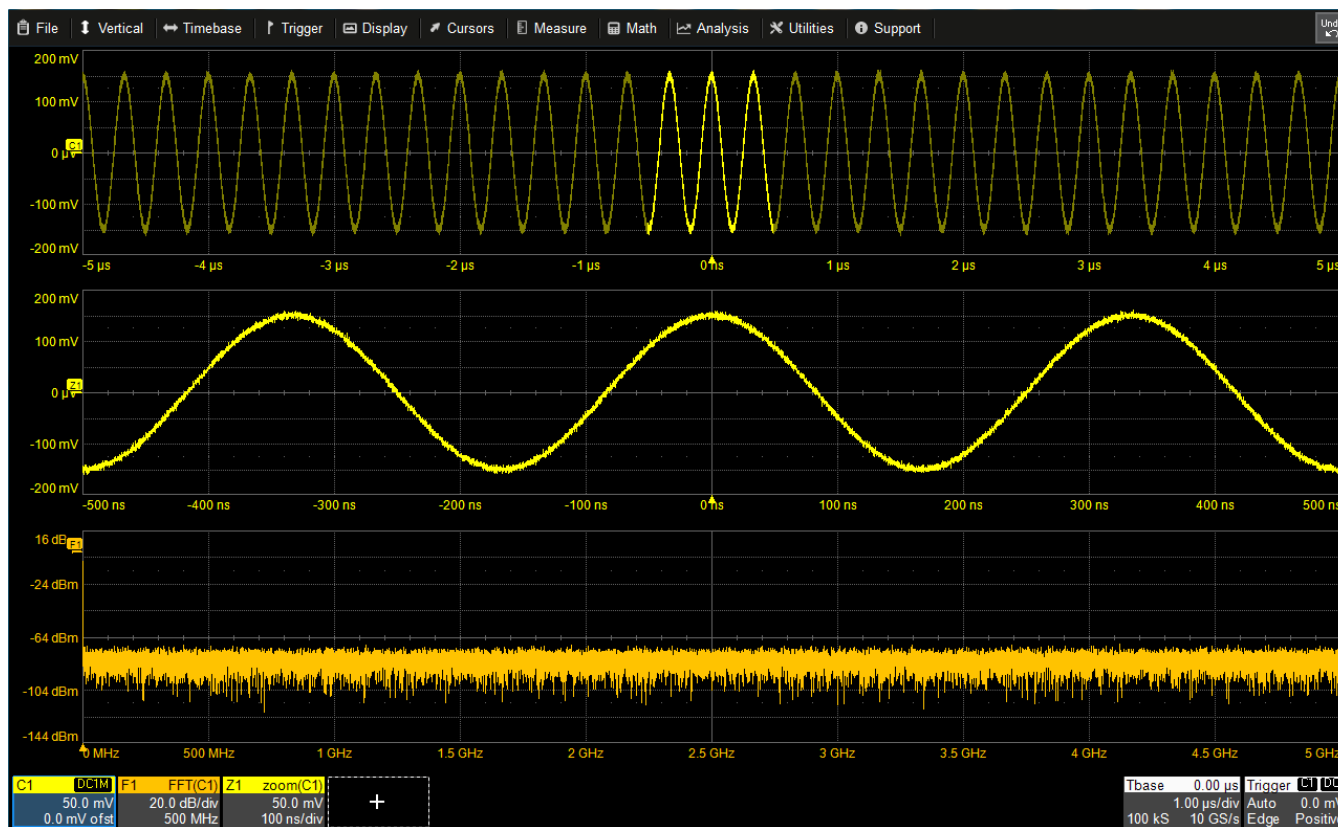 File Vertical Timebase Trigger Display Cursors Measure Math Analysis Utilities Support Und
200 mV
100 mV
C1
0 µV
-100 mV
-200 mV
-5 µs -4 µs -3 µs -2 µs -1 µs 0 ns 1 µs 2 µs 3 µs 4 µs 5 µs
200 mV
100 mV
Z1
0 µV
-100 mV
-200 mV
-500 ns -400 ns -300 ns -200 ns -100 ns 0 ns 100 ns 200 ns 300 ns 400 ns 500 ns
16 dB F1
-24 dBm
-64 dBm
-104 dBm
-144 dBm
0 MHz 500 MHz 1 GHz 1.5 GHz 2 GHz 2.5 GHz 3 GHz 3.5 GHz 4 GHz 4.5 GHz 5 GHz
C1 DC1M F1 FFT(C1) Z1 zoom(C1) Tbase 0.00 µs Trigger C1 DC
50.0 mV 20.0 dB/div 50.0 mV + 1.00 µs/div Auto 0.0 mV
0.0 mV ofst 500 MHz 100 ns/div 100 kS 10 GS/s Edge Positive